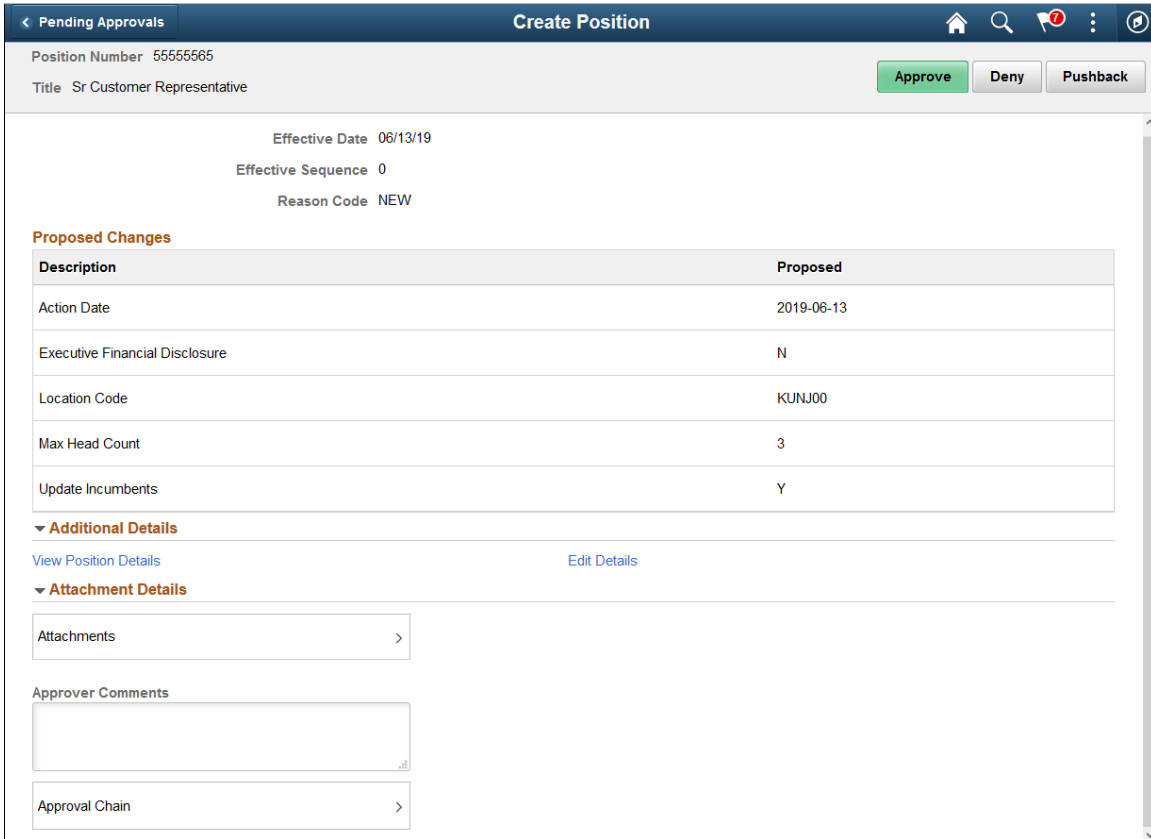 Pending Approvals
Create Position
7
Position Number 55555565
Title Sr Customer Representative
Approve Deny Pushback
Effective Date 06/13/19
Effective Sequence 0
Reason Code NEW
Proposed Changes
Description Proposed
Action Date 2019-06-13
Executive Financial Disclosure N
Location Code KUNJ00
Max Head Count 3
Update Incumbents Y
Additional Details
View Position Details Edit Details
Attachment Details
Attachments
Approver Comments
Approval Chain